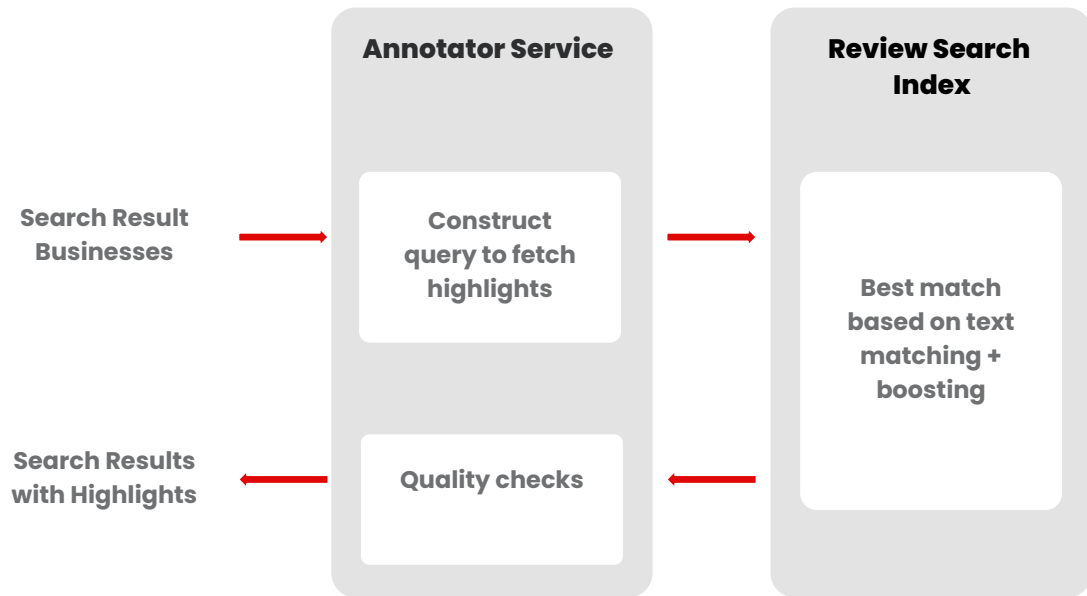 Annotator Service
Review Search
Index
Search Result
Businesses
Construct
query to fetch
highlights
Best match
based on text
matching +
boosting
Search Results
with Highlights
Quality checks